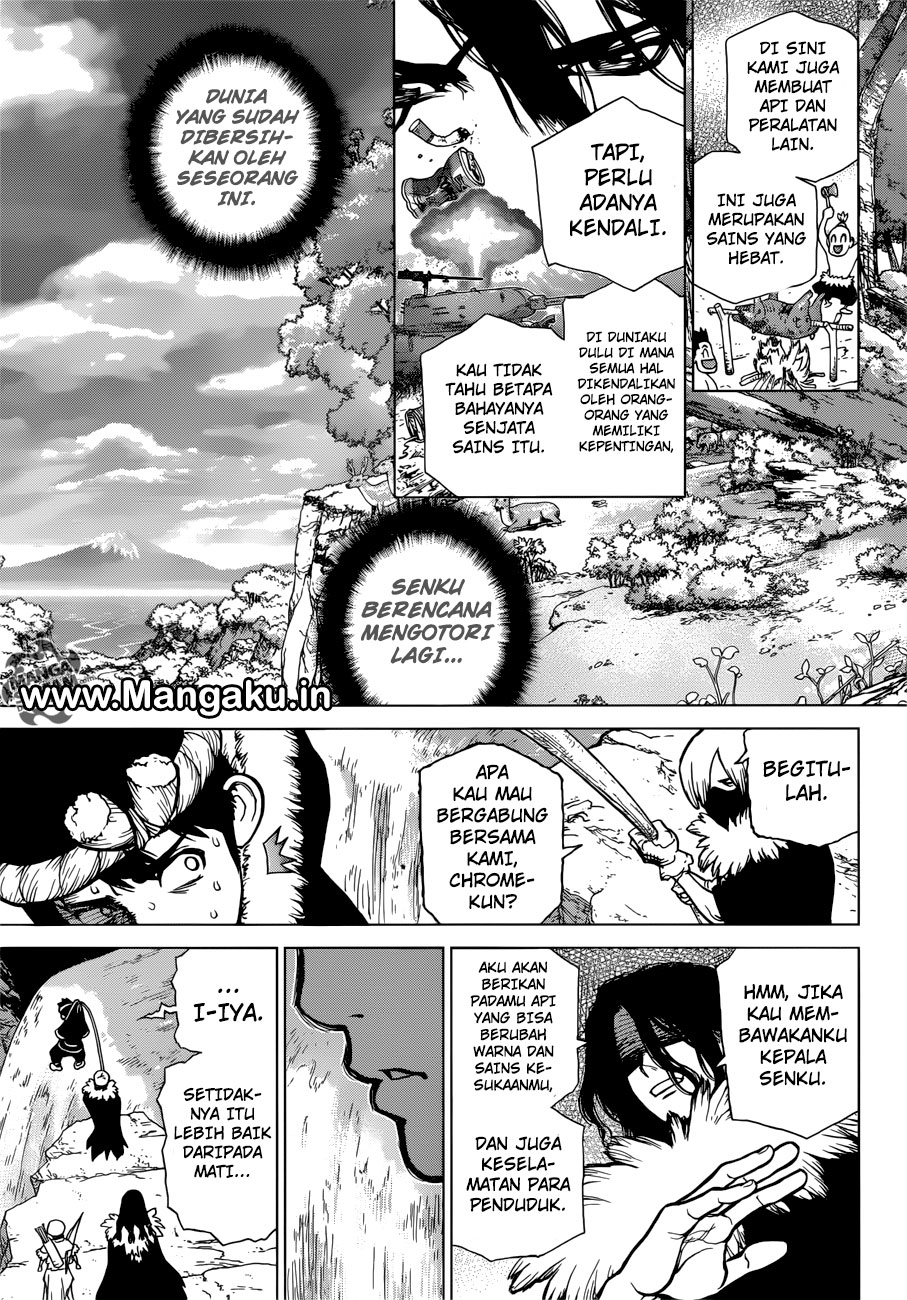 DI SINI
KAMI JUGA
MEMBUAT
API DAN
PERALATAN
LAIN.
INI JUGA
MERUPAKAN
SAINS YANG
HEBAT.
TAPI,
PERLU
ADANYA
KENDALI.
DI DUNIAKU
DULU DI MANA
SEMUA HAL
DIKENDALIKAN
OLEH ORANG-
ORANG YANG
MEMILIKI
KEPENTINGAN,
KAU TIDAK
TAHU BETAPA
BAHAYANYA
SENJATA
SAINS ITU.
DUNIA
YANG SUDAH
DIBERSIH-
KAN OLEH
SESEORANG
INI.
SENKU
BERENCANA
MENGOTORI
LAGI...
MANGA
www.Mangaku.in
BEGITU-
LAH.
APA
KAU MAU
BERGABUNG
BERSAMA
KAMI,
CHROME-
KUN?
HMM, JIKA
KAU MEM-
BAWAKANKU
KEPALA
SENKU.
AKU AKAN
BERIKAN
PADAMU API
YANG BISA
BERUBAH
WARNA DAN
SAINS KE-
SUKAANMU,
DAN JUGA
KESELA-
MATAN PARA
PENDUDUK.
...
I-IYA.
SETIDAK-
NYA ITU
LEBIH BAIK
DARIPADA
MATI...